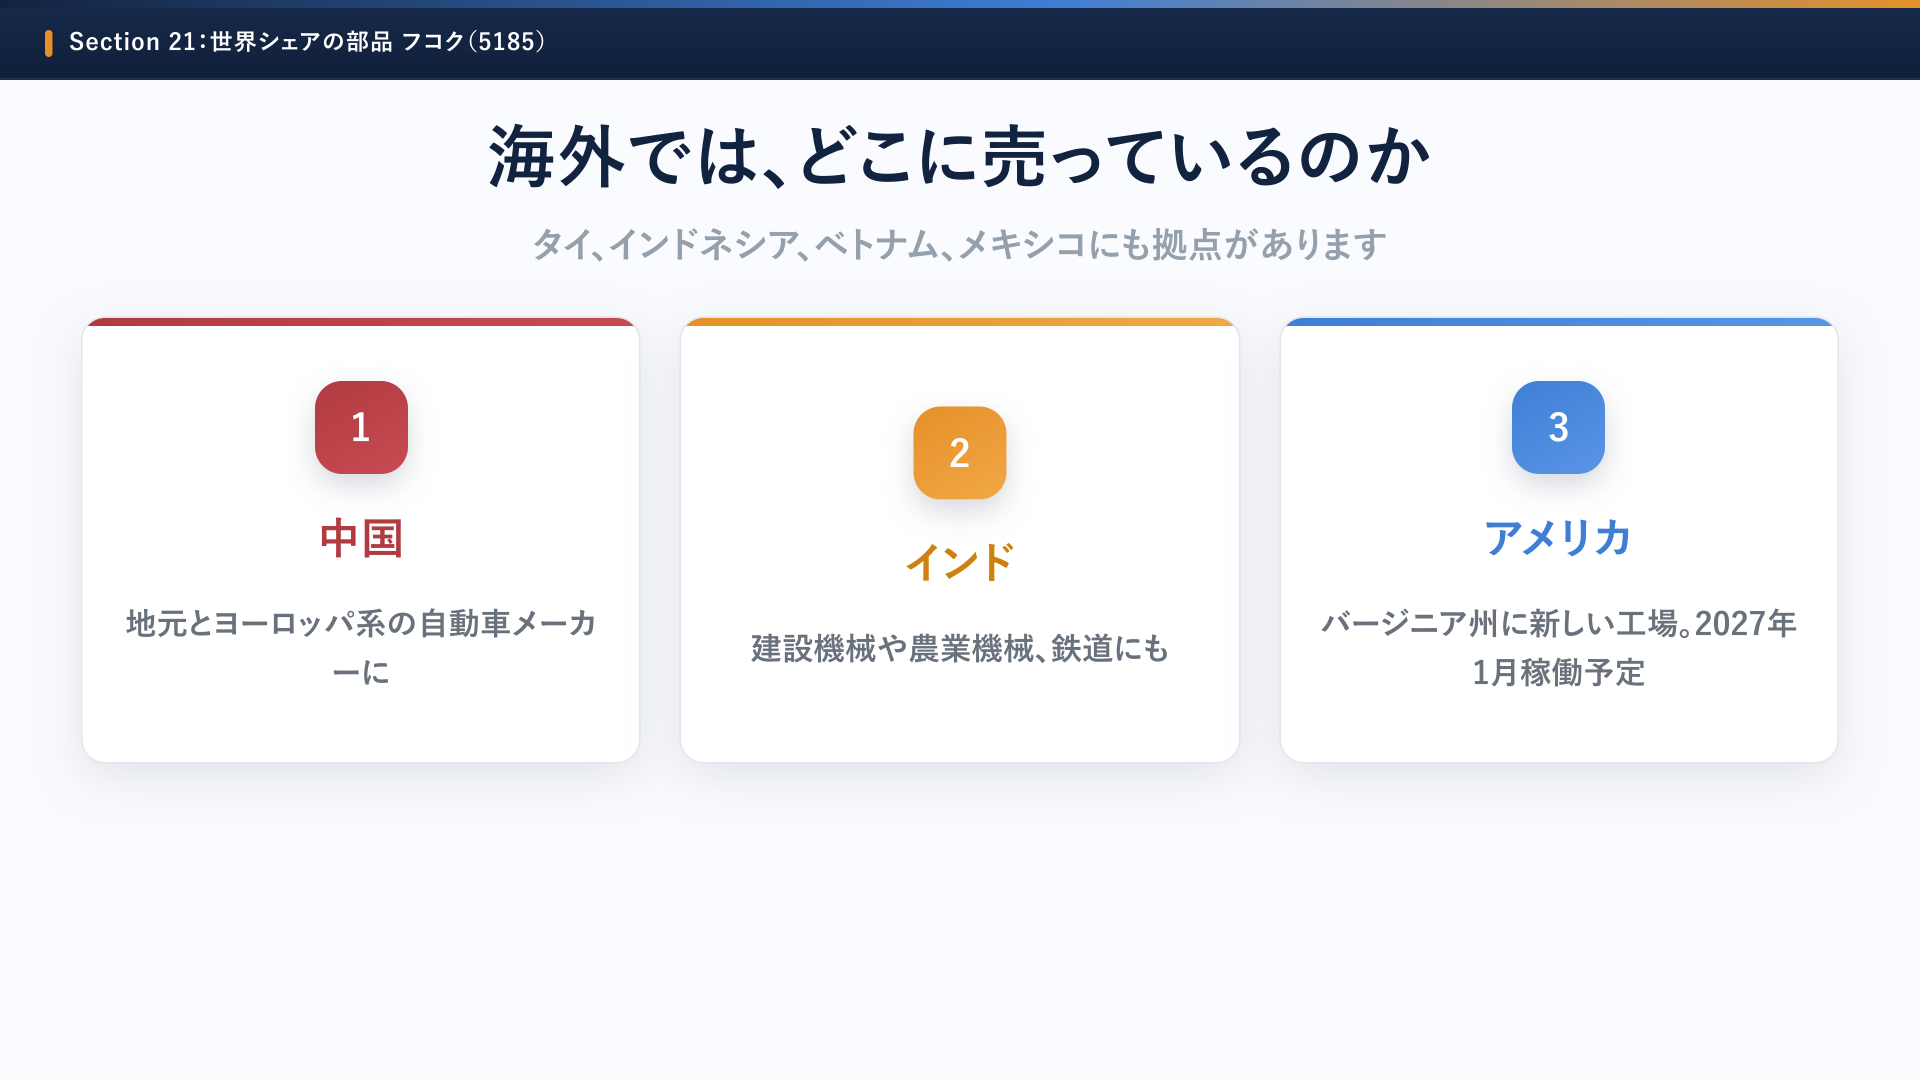 Section 21：世界シェアの部品 フコク（5185）
海外では、どこに売っているのか
タイ、インドネシア、ベトナム、メキシコにも拠点があります
1
中国
地元とヨーロッパ系の自動車メーカ
ーに
2
インド
建設機械や農業機械、鉄道にも
3
アメリカ
バージニア州に新しい工場。2027年
1月稼働予定